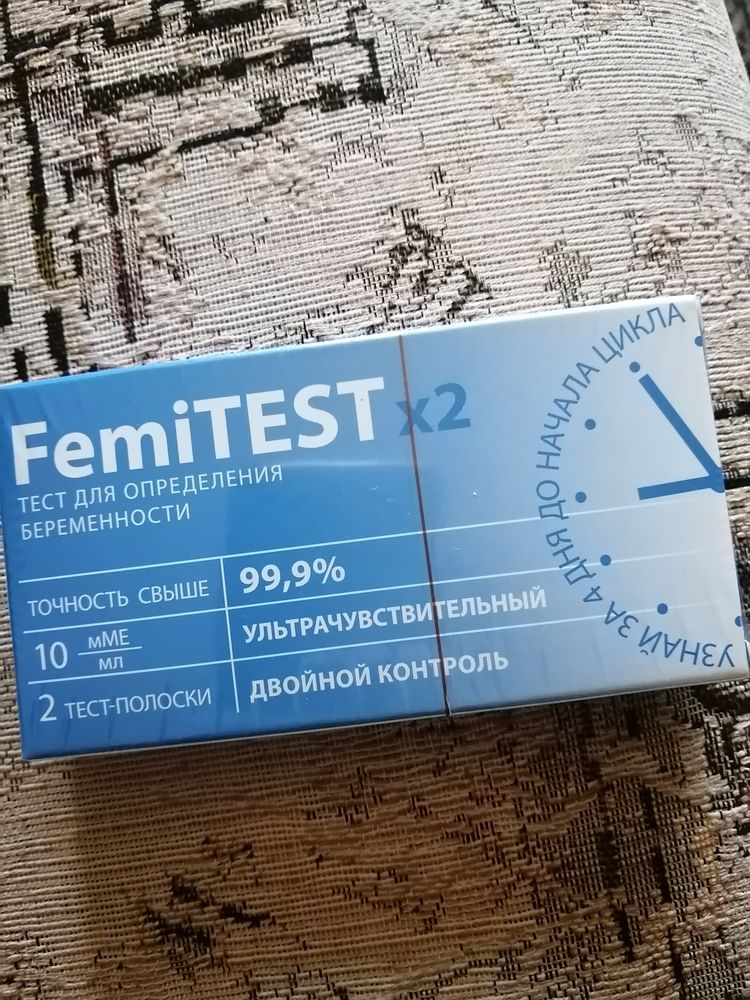 FemiTEST x2
ТЕСТ ДЛЯ ОПРЕДЕЛЕНИЯ
БЕРЕМЕННОСТИ
ТОЧНОСТЬ СВЫШЕ 99,9%
10 мМЕ/мл УЛЬТРАЧУВСТВИТЕЛЬНЫЙ
2 ТЕСТ-ПОЛОСКИ ДВОЙНОЙ КОНТРОЛЬ
УЗНАЙ ЗА 4 ДНЯ ДО НАЧАЛА ЦИКЛА